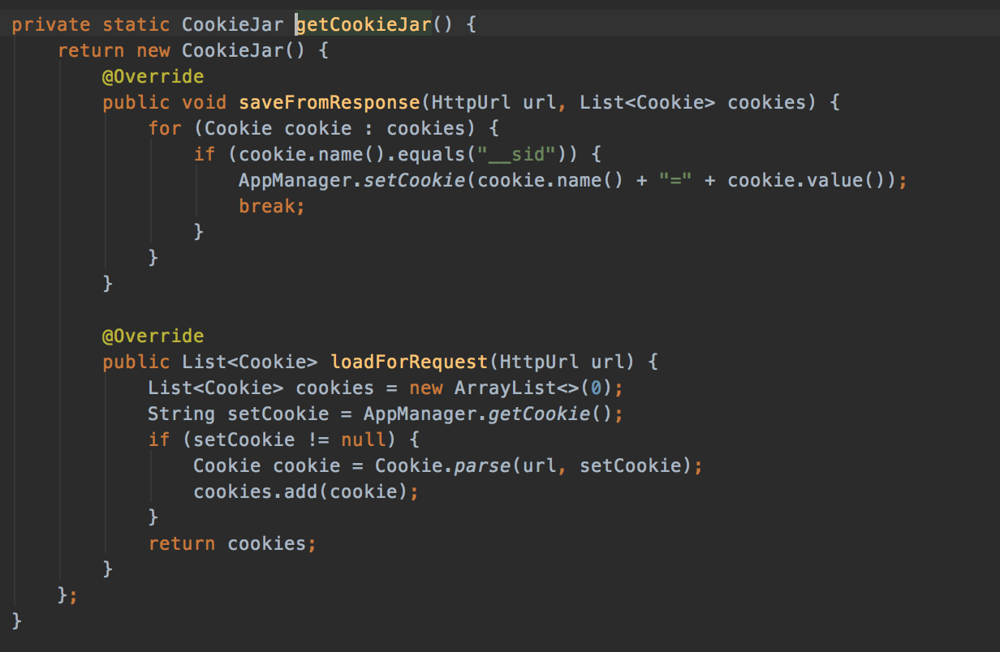 private static CookieJar getCookieJar() {
    return new CookieJar() {
        @Override
        public void saveFromResponse(HttpUrl url, List<Cookie> cookies) {
            for (Cookie cookie : cookies) {
                if (cookie.name().equals("__sid")) {
                    AppManager.setCookie(cookie.name() + "=" + cookie.value());
                    break;
                }
            }
        }

        @Override
        public List<Cookie> loadForRequest(HttpUrl url) {
            List<Cookie> cookies = new ArrayList<>(0);
            String setCookie = AppManager.getCookie();
            if (setCookie != null) {
                Cookie cookie = Cookie.parse(url, setCookie);
                cookies.add(cookie);
            }
            return cookies;
        }
    };
}